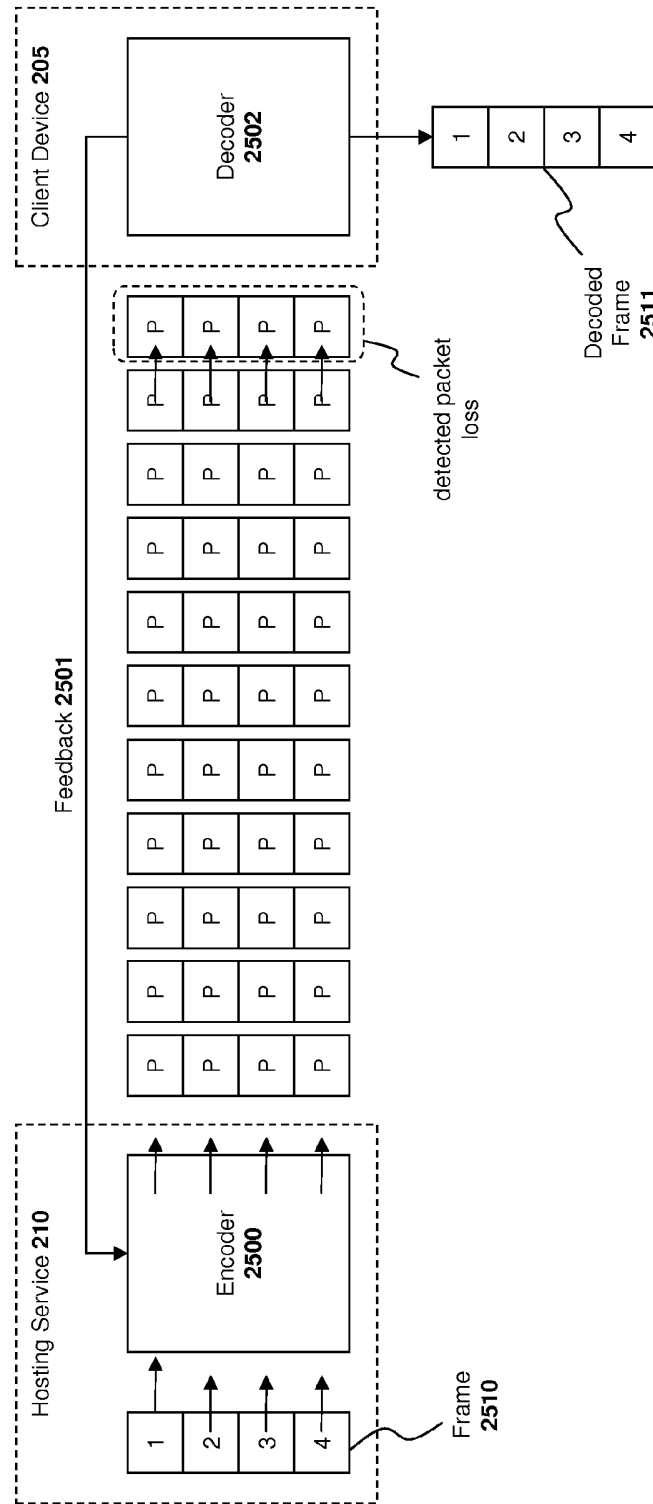 Hosting Service 210
Feedback 2501
Client Device 205
1
2
3
4
Encoder
2500
P P P P P P P P P P P
P P P P P P P P P P P
P P P P P P P P P P P
P P P P P P P P P P P
Decoder
2502
Frame
2510
detected packet
loss
1
2
3
4
Decoded
Frame
2511